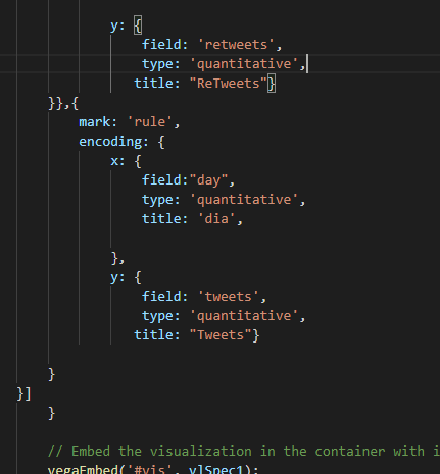 y: {
field: 'retweets',
type: 'quantitative',
title: "ReTweets"}
}},{
mark: 'rule',
encoding: {
x: {
field:"day",
type: 'quantitative',
title: 'dia',
},
y: {
field: 'tweets',
type: 'quantitative',
title: "Tweets"}
}
}]
}
// Embed the visualization in the container with i
vegaEmbed('#vis', vlSpec1);